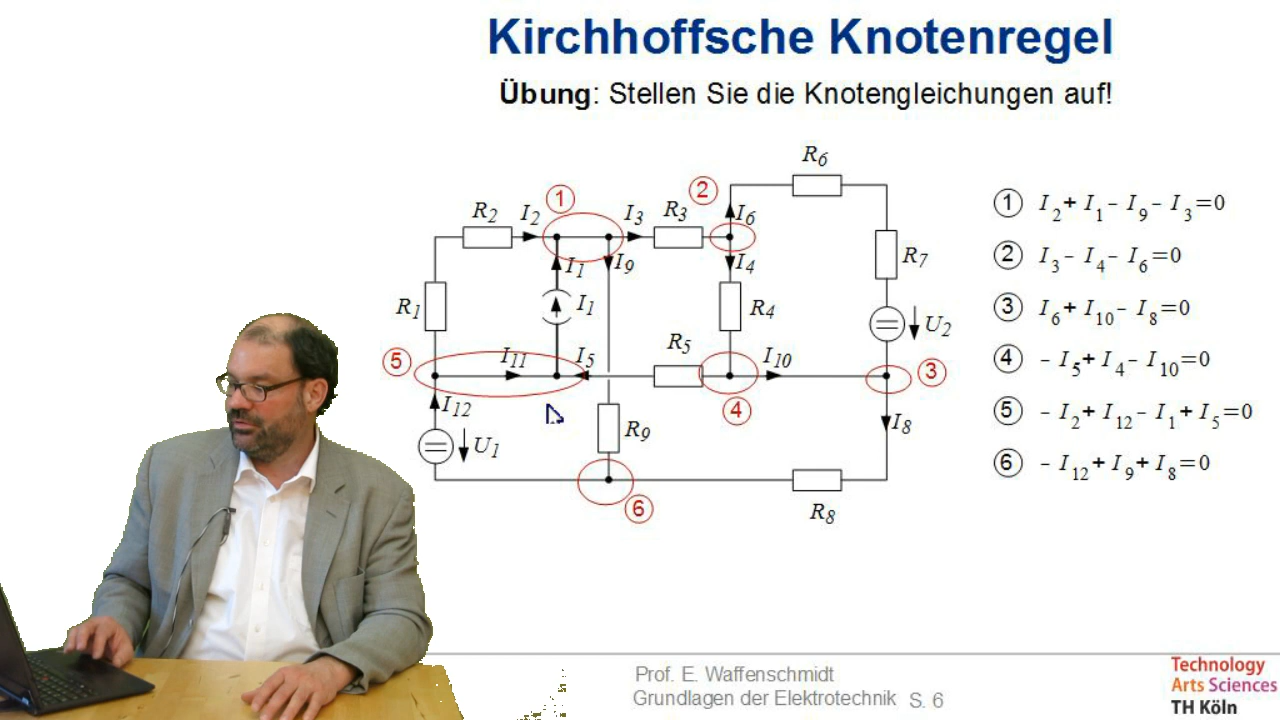 Kirchhoffsche Knotenregel
Übung: Stellen Sie die Knotengleichungen auf!
R6
1
2
R2
I2
I3
R3
I6
I1
I9
I4
R7
R1
I1
R4
U2
5
I11
I5
R5
I10
3
4
I12
R9
I8
U1
6
R8
1 I2 + I1 - I9 - I3 = 0
2 I3 - I4 - I6 = 0
3 I6 + I10 - I8 = 0
4 - I5 + I4 - I10 = 0
5 - I2 + I12 - I1 + I5 = 0
6 - I12 + I9 + I8 = 0
Prof. E. Waffenschmidt
Grundlagen der Elektrotechnik S. 6
Technology
Arts Sciences
TH Köln